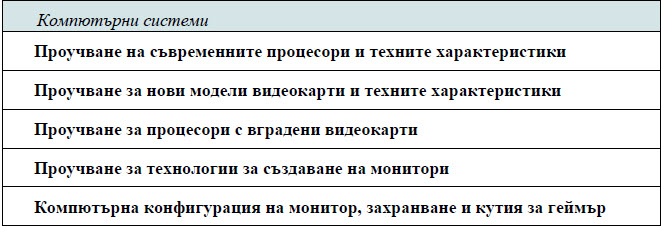 Компютърни системи
Проучване на съвременните процесори и техните характеристики
Проучване за нови модели видеокарти и техните характеристики
Проучване за процесори с вградени видеокарти
Проучване за технологии за създаване на монитори
Компютърна конфигурация на монитор, захранване и кутия за геймър